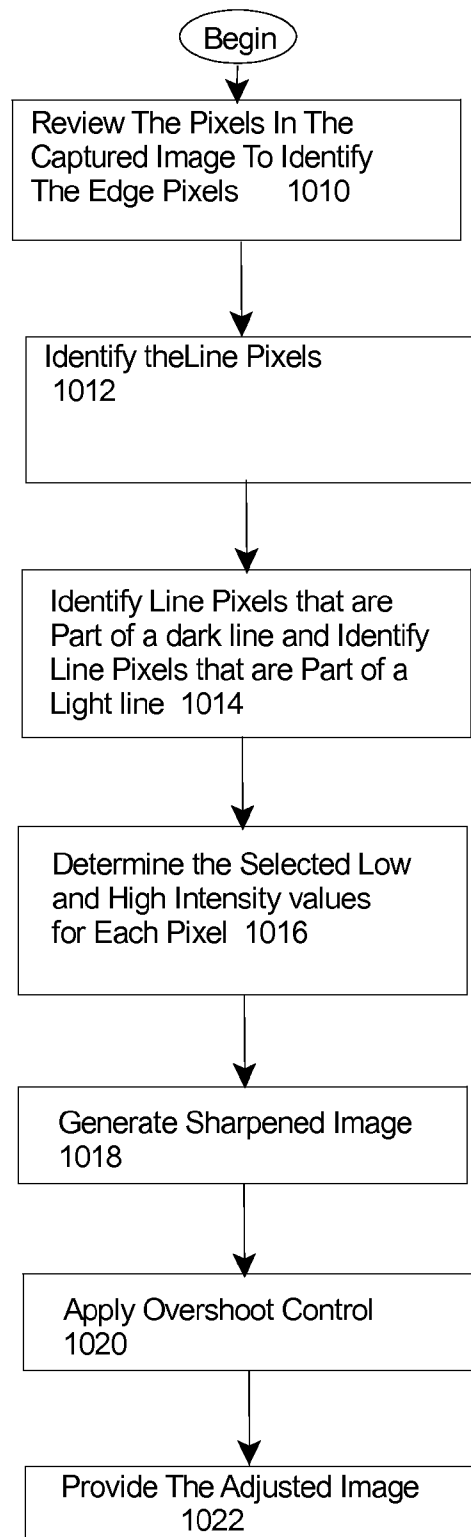 Begin
Review The Pixels In The
Captured Image To Identify
The Edge Pixels 1010
Identify theLine Pixels
1012
Identify Line Pixels that are
Part of a dark line and Identify
Line Pixels that are Part of a
Light line 1014
Determine the Selected Low
and High Intensity values
for Each Pixel 1016
Generate Sharpened Image
1018
Apply Overshoot Control
1020
Provide The Adjusted Image
1022